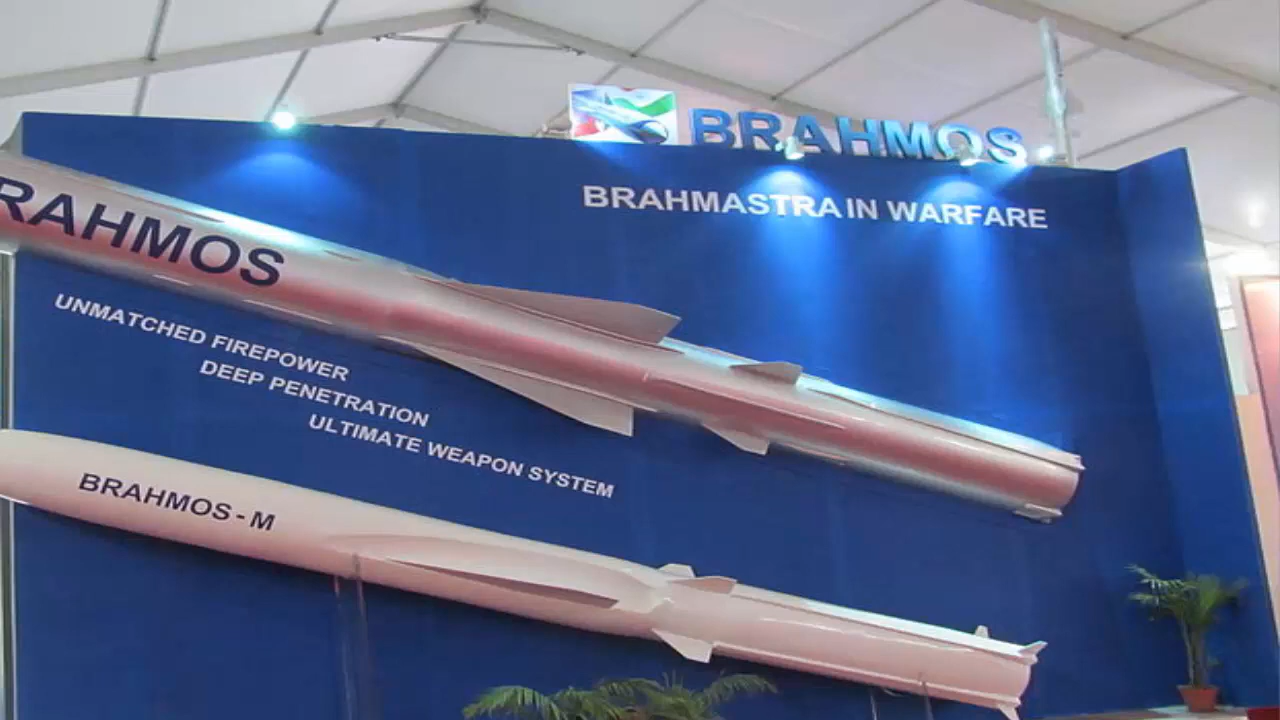 BRAHMOS
BRAHMASTRA IN WARFARE
RAHMOS
UNMATCHED FIREPOWER
DEEP PENETRATION
ULTIMATE WEAPON SYSTEM
BRAHMOS - M